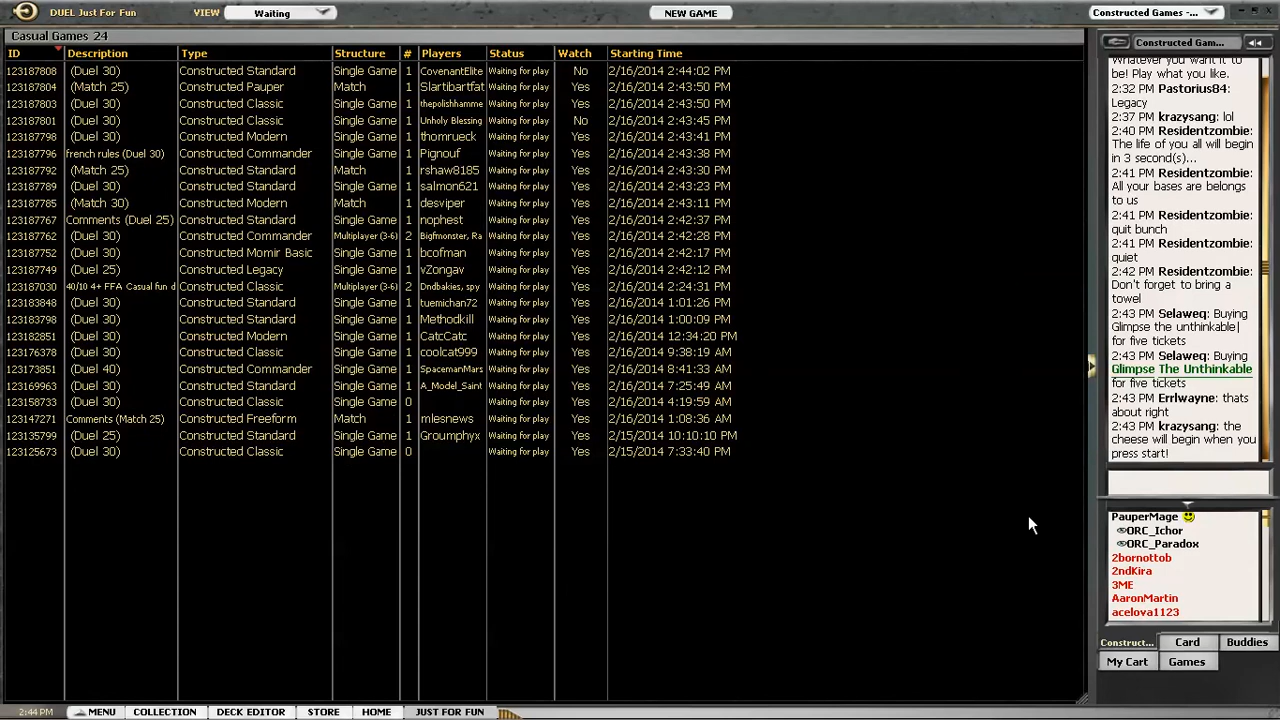 DUEL Just For Fun VIEW Waiting NEW GAME Constructed Games -...
Casual Games 24
ID Description Type Structure # Players Status Watch Starting Time
123187808 (Duel 30) Constructed Standard Single Game 1 CovenantElite Waiting for play No 2/16/2014 2:44:02 PM
123187804 (Match 25) Constructed Pauper Match 1 Slartibartfat Waiting for play Yes 2/16/2014 2:43:50 PM
123187803 (Duel 30) Constructed Classic Single Game 1 thepolishhamme Waiting for play Yes 2/16/2014 2:43:50 PM
123187801 (Duel 30) Constructed Classic Single Game 1 Unholy Blessing Waiting for play No 2/16/2014 2:43:45 PM
123187798 (Duel 30) Constructed Modern Single Game 1 thomrueck Waiting for play Yes 2/16/2014 2:43:41 PM
123187796 french rules (Duel 30) Constructed Commander Single Game 1 Pignouf Waiting for play Yes 2/16/2014 2:43:38 PM
123187792 (Match 25) Constructed Standard Match 1 rshaw8185 Waiting for play Yes 2/16/2014 2:43:30 PM
123187789 (Duel 30) Constructed Standard Single Game 1 salmon621 Waiting for play Yes 2/16/2014 2:43:23 PM
123187785 (Match 30) Constructed Modern Match 1 desviper Waiting for play Yes 2/16/2014 2:43:11 PM
123187767 Comments (Duel 25) Constructed Standard Single Game 1 nophest Waiting for play Yes 2/16/2014 2:42:37 PM
123187762 (Duel 30) Constructed Commander Multiplayer (3-6) 2 Bigfmonster, Ra Waiting for play Yes 2/16/2014 2:42:28 PM
123187752 (Duel 30) Constructed Momir Basic Single Game 1 bcofman Waiting for play Yes 2/16/2014 2:42:17 PM
123187749 (Duel 25) Constructed Legacy Single Game 1 vZongav Waiting for play Yes 2/16/2014 2:42:12 PM
123187030 40/10 4+ FFA Casual fun d Constructed Classic Multiplayer (3-6) 2 Dndbakies, spy Waiting for play Yes 2/16/2014 2:24:31 PM
123183848 (Duel 30) Constructed Standard Single Game 1 tuemichan72 Waiting for play Yes 2/16/2014 1:01:26 PM
123183798 (Duel 30) Constructed Standard Single Game 1 Methodkill Waiting for play Yes 2/16/2014 1:00:09 PM
123182851 (Duel 30) Constructed Modern Single Game 1 CatcCatc Waiting for play Yes 2/16/2014 12:34:20 PM
123176378 (Duel 30) Constructed Classic Single Game 1 coolcat999 Waiting for play Yes 2/16/2014 9:38:19 AM
123173851 (Duel 40) Constructed Commander Single Game 1 SpacemanMars Waiting for play Yes 2/16/2014 8:41:33 AM
123169963 (Duel 30) Constructed Standard Single Game 1 A_Model_Saint Waiting for play Yes 2/16/2014 7:25:49 AM
123158733 (Duel 30) Constructed Classic Single Game 0 Waiting for play Yes 2/16/2014 4:19:59 AM
123147271 Comments (Match 25) Constructed Freeform Match 1 mlesnews Waiting for play Yes 2/16/2014 1:08:36 AM
123135799 (Duel 25) Constructed Standard Single Game 1 Groumphyx Waiting for play Yes 2/15/2014 10:10:10 PM
123125673 (Duel 30) Constructed Classic Single Game 0 Waiting for play Yes 2/15/2014 7:33:40 PM
Constructed Gam...
Whatever you want it to
be! Play what you like.
2:32 PM Pastorius84:
Legacy
2:37 PM krazysang: lol
2:40 PM Residentzombie:
The life of you all will begin
in 3 second(s)...
2:41 PM Residentzombie:
All your bases are belongs
to us
2:41 PM Residentzombie:
quit bunch
2:41 PM Residentzombie:
quiet
2:42 PM Residentzombie:
Don't forget to bring a
towel
2:43 PM Selaweq: Buying
Glimpse the unthinkable|
for five tickets
2:43 PM Selaweq: Buying
Glimpse The Unthinkable
for five tickets
2:43 PM Errlwayne: thats
about right
2:43 PM krazysang: the
cheese will begin when you
press start!
PauperMage
ORC_Ichor
ORC_Paradox
2bornottob
2ndKira
3ME
AaronMartin
acelova1123
Construct... Card Buddies
My Cart Games
2:44 PM MENU COLLECTION DECK EDITOR STORE HOME JUST FOR FUN